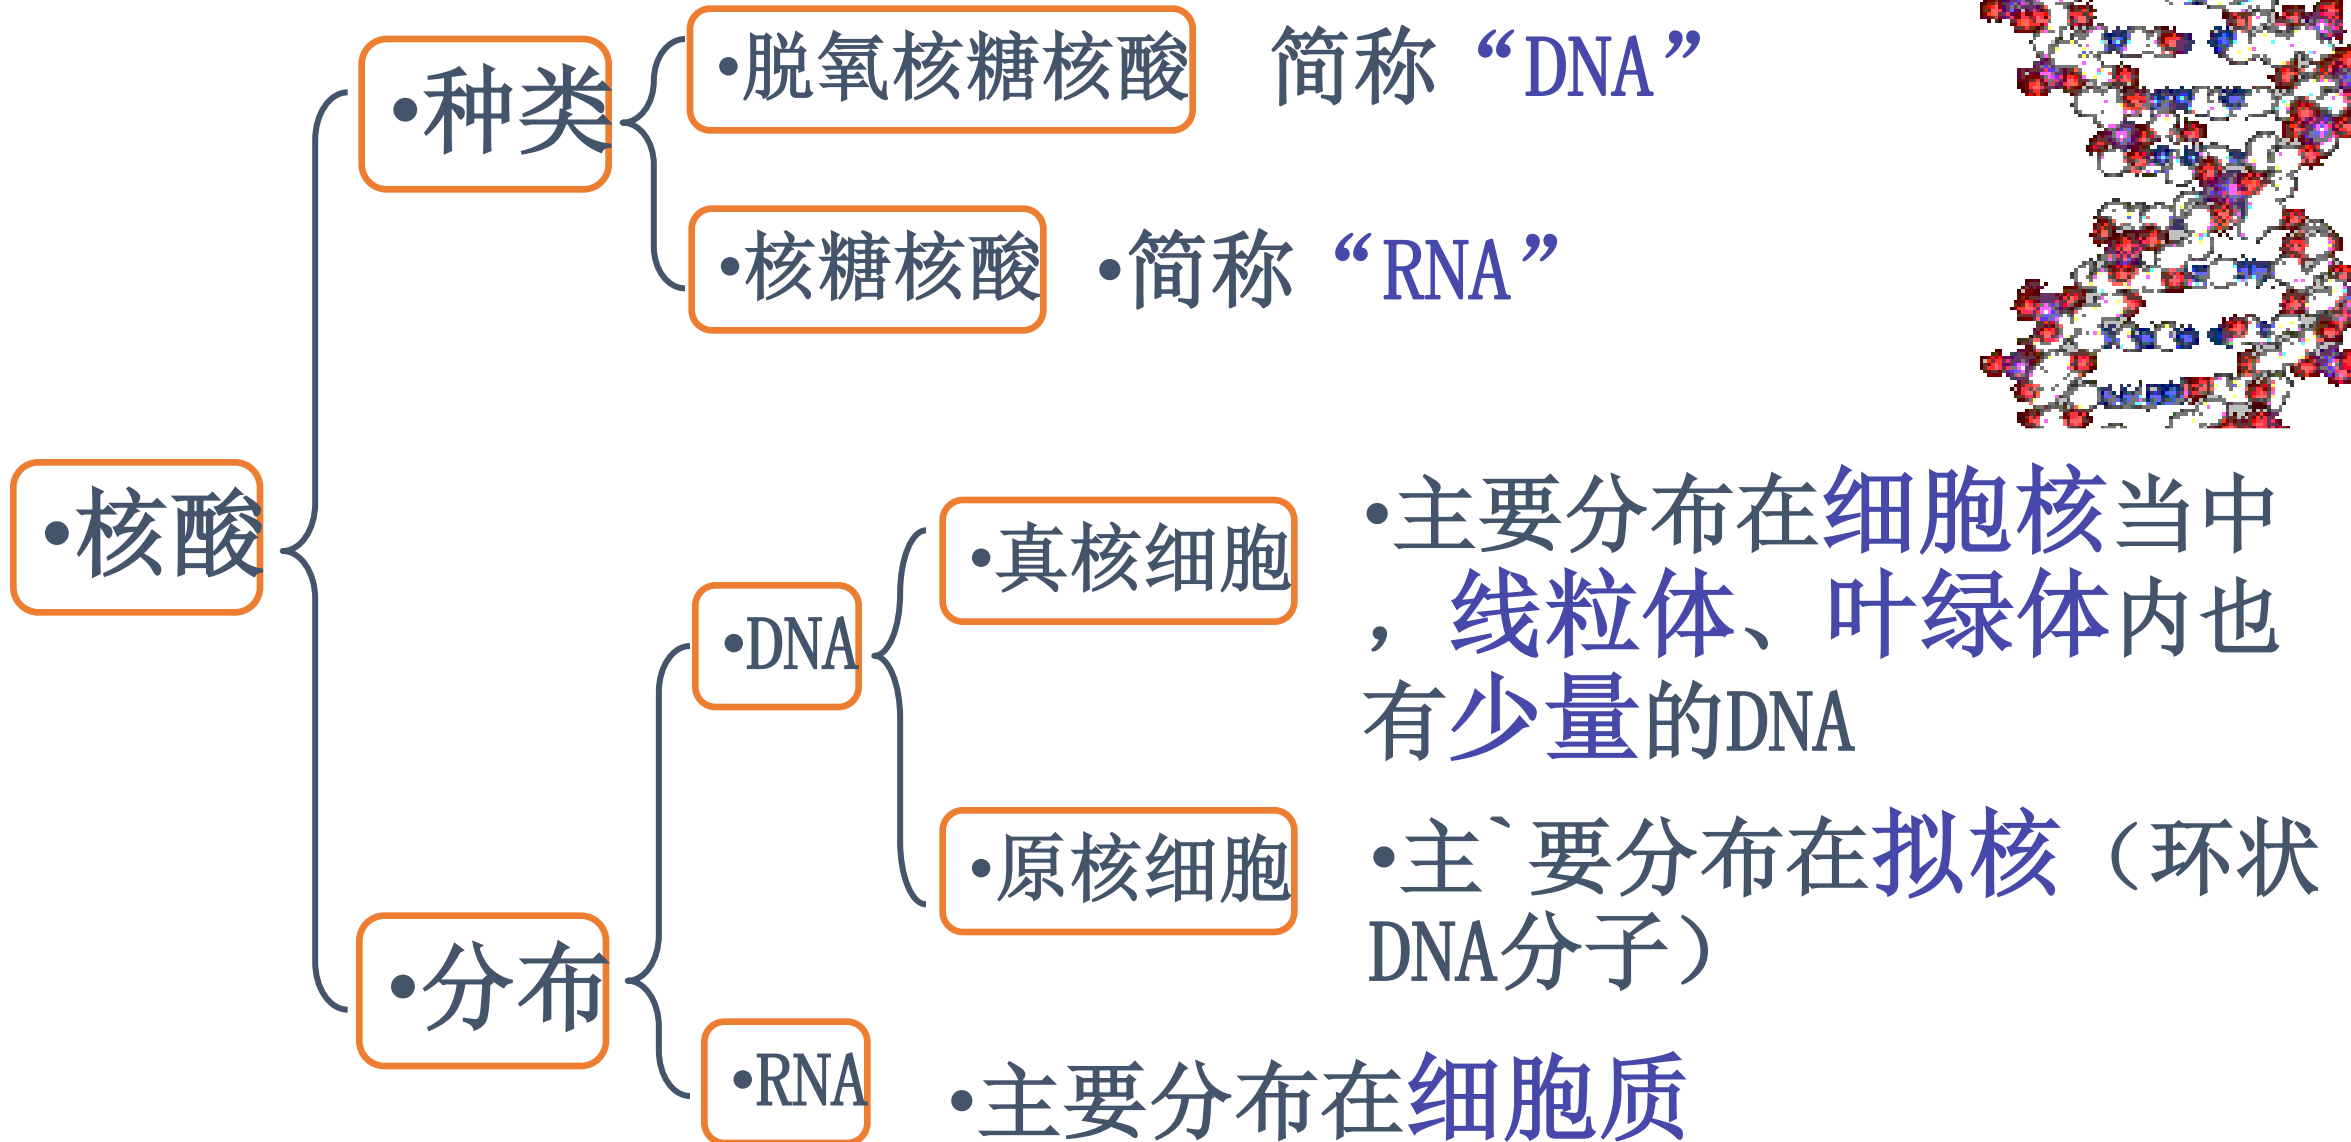 •种类
•脱氧核糖核酸 简称“DNA”
•核糖核酸 •简称“RNA”
•核酸
•分布
•DNA
•真核细胞
•主要分布在细胞核当中
，线粒体、叶绿体内也
有少量的DNA
•原核细胞
•主`要分布在拟核（环状
DNA分子）
•RNA
•主要分布在细胞质